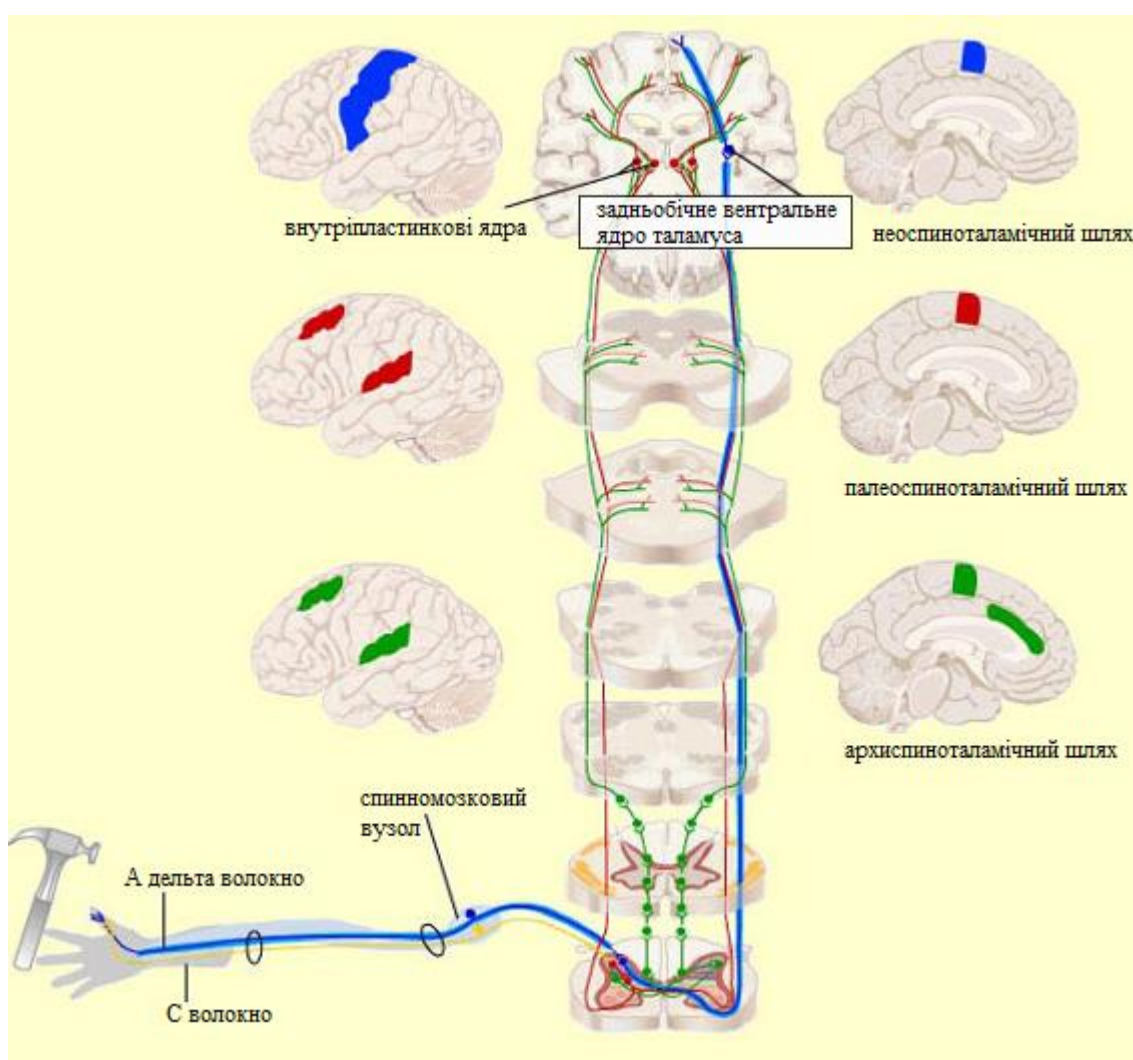 внутріпластинкові ядра
задньобічне вентральне
ядро таламуса
неоспиноталамічний шлях
палеоспиноталамічний шлях
архиспиноталамічний шлях
спинномозковий
вузол
А дельта волокно
С волокно